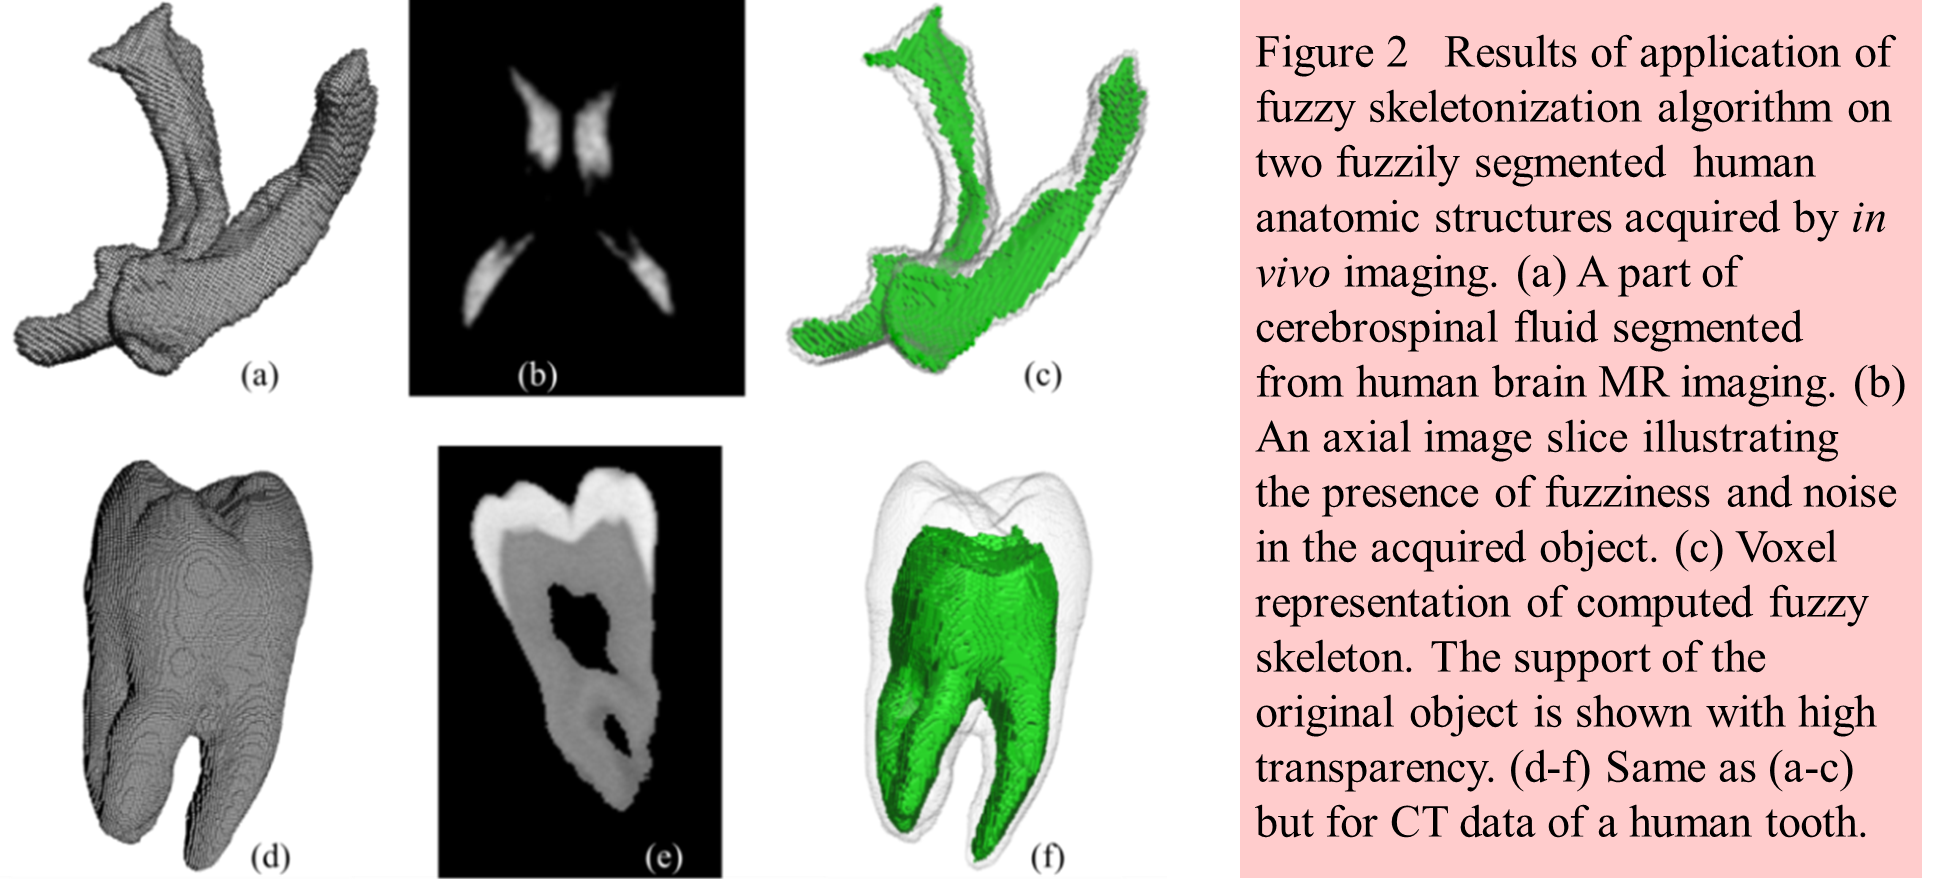 (a)
(b)
(c)
(d)
(e)
(f)
Figure 2 Results of application of
fuzzy skeletonization algorithm on
two fuzzily segmented human
anatomic structures acquired by in
vivo imaging. (a) A part of
cerebrospinal fluid segmented
from human brain MR imaging. (b)
An axial image slice illustrating
the presence of fuzziness and noise
in the acquired object. (c) Voxel
representation of computed fuzzy
skeleton. The support of the
original object is shown with high
transparency. (d-f) Same as (a-c)
but for CT data of a human tooth.